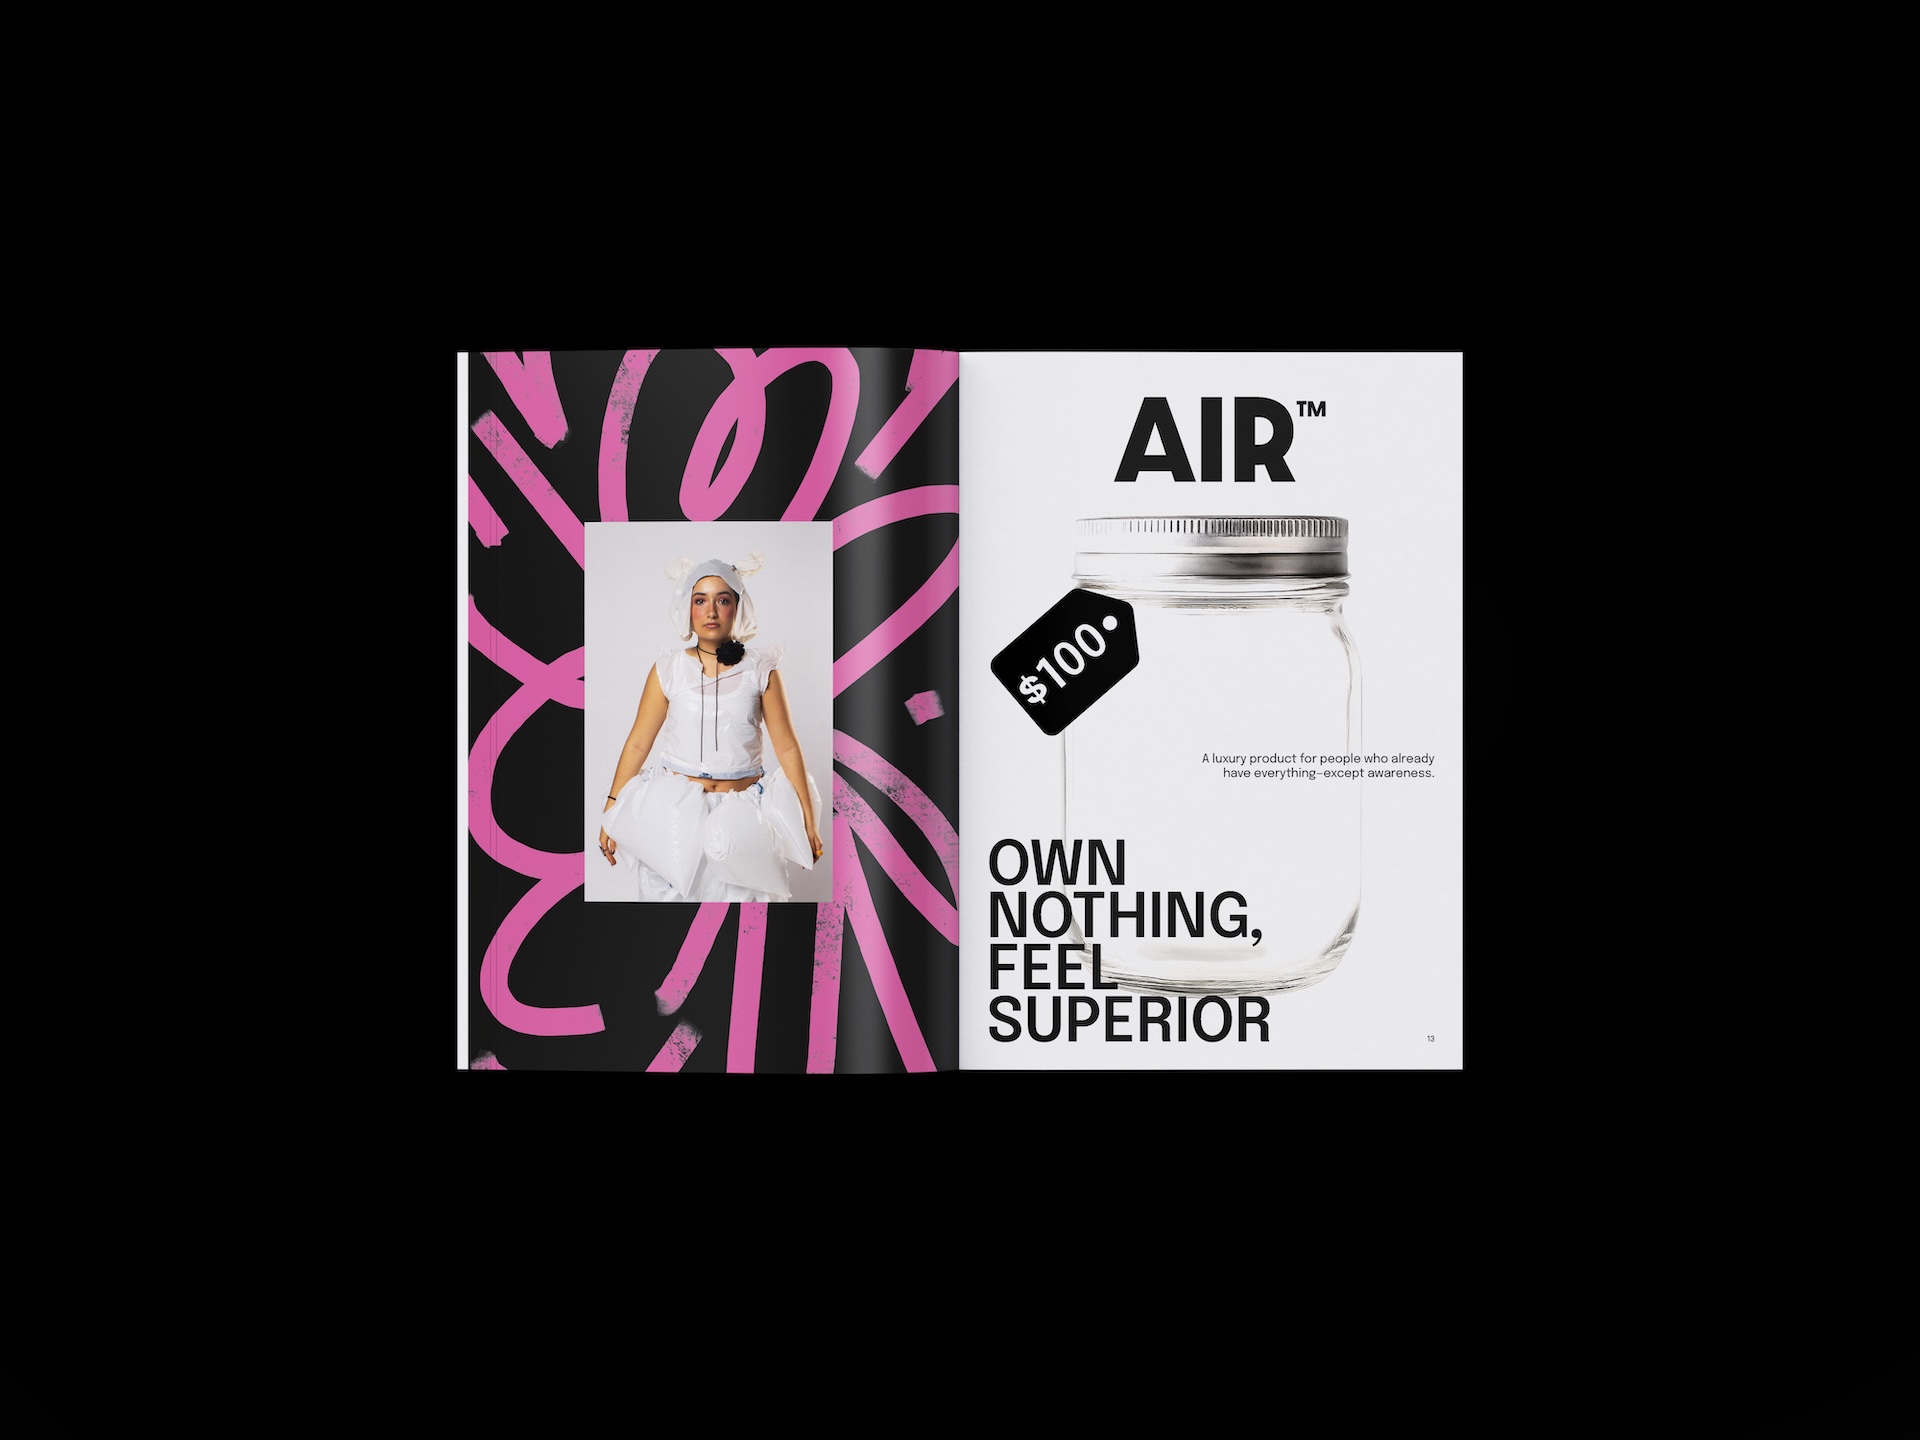 AIR™
$100
A luxury product for people who already
have everything–except awareness.
OWN
NOTHING,
FEEL
SUPERIOR
13